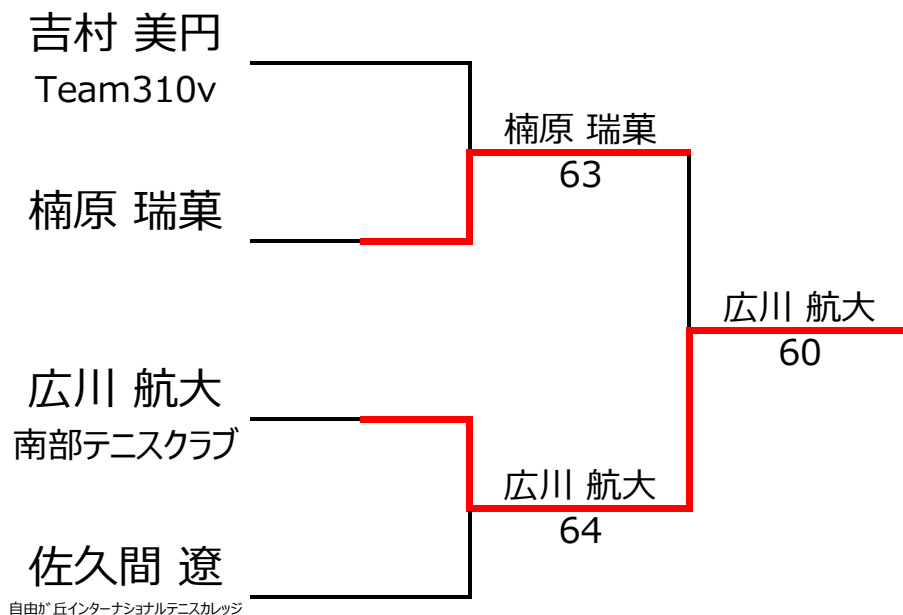 吉村 美円
Team310v
楠原 瑞菓
63
楠原 瑞菓
広川 航大
60
広川 航大
南部テニスクラブ
広川 航大
64
佐久間 遼
自由が丘インターナショナルテニスカレッジ